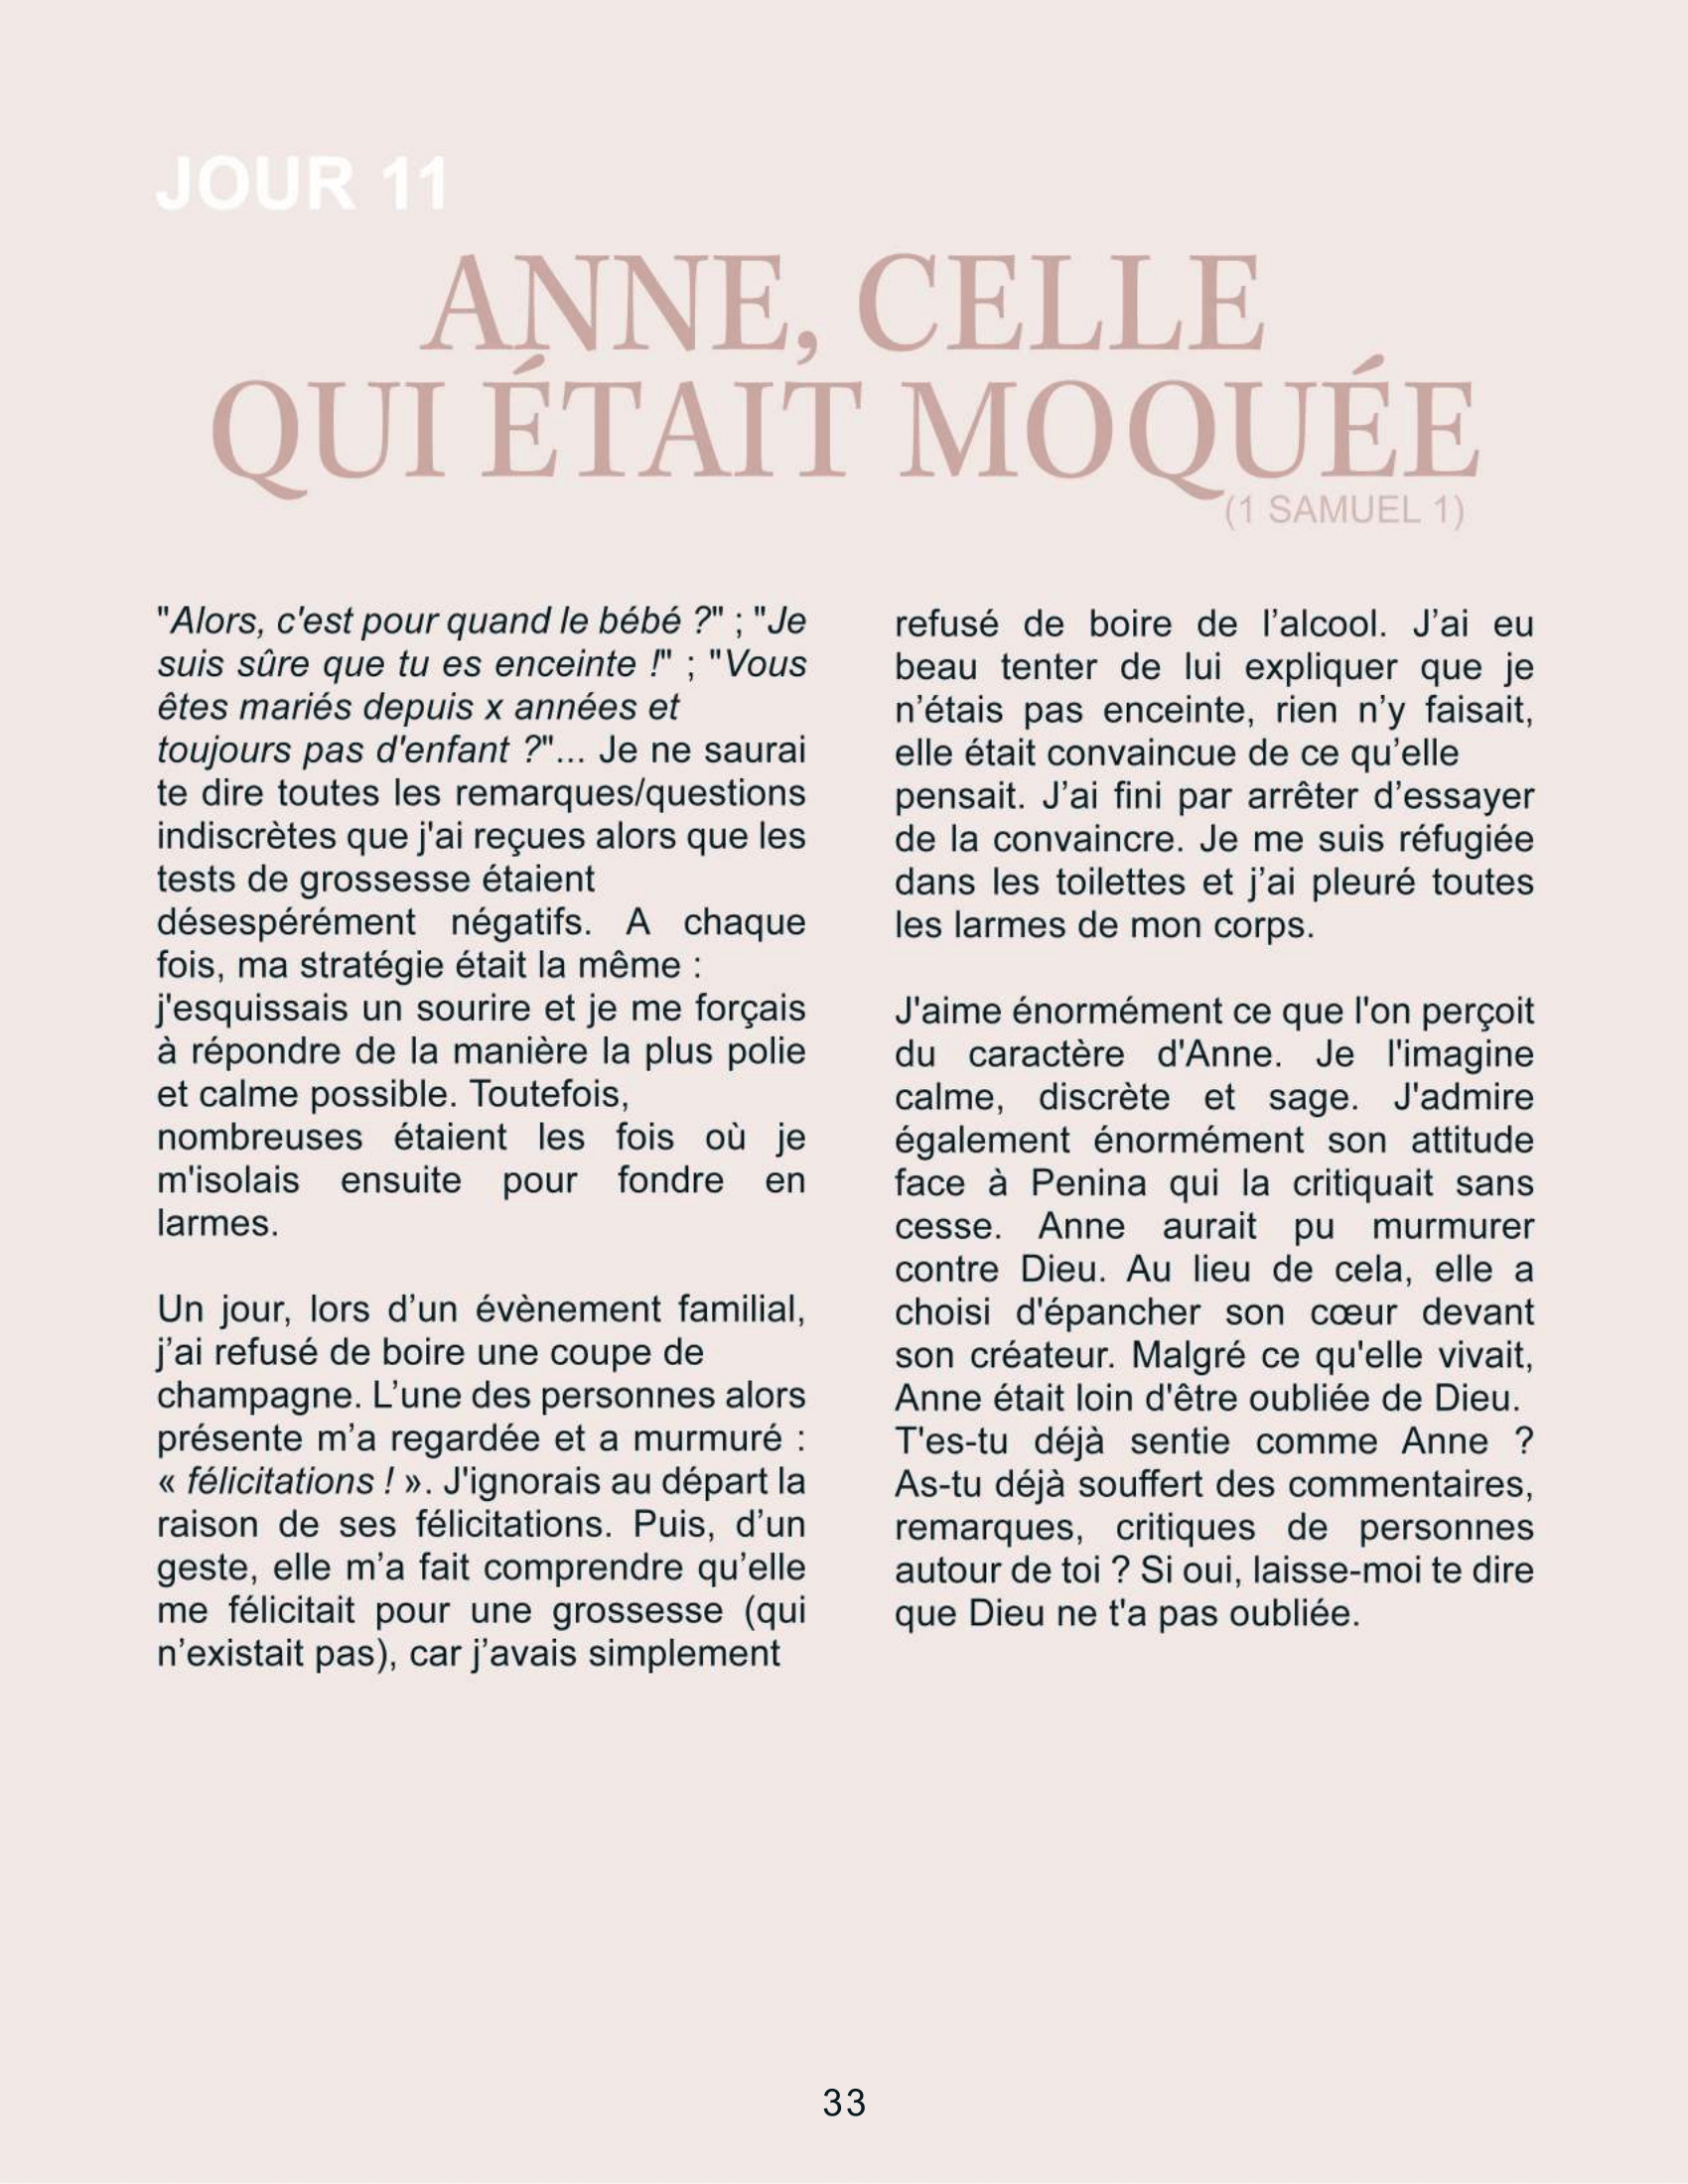 JOUR 11
ANNE, CELLE
QUI ÉTAIT MOQUÉE
(1 SAMUEL 1)
"Alors, c'est pour quand le bébé ?" ; "Je
suis sûre que tu es enceinte !" ; "Vous
êtes mariés depuis x années et
toujours pas d'enfant ?"... Je ne saurai
te dire toutes les remarques/questions
indiscrètes que j'ai reçues alors que les
tests de grossesse étaient
désespérément négatifs. A chaque
fois, ma stratégie était la même :
j'esquissais un sourire et je me forçais
à répondre de la manière la plus polie
et calme possible. Toutefois,
nombreuses étaient les fois où je
m'isolais ensuite pour fondre en
larmes.
Un jour, lors d’un évènement familial,
j’ai refusé de boire une coupe de
champagne. L’une des personnes alors
présente m’a regardée et a murmuré :
« félicitations ! ». J'ignorais au départ la
raison de ses félicitations. Puis, d’un
geste, elle m’a fait comprendre qu’elle
me félicitait pour une grossesse (qui
n’existait pas), car j’avais simplement
refusé de boire de l’alcool. J’ai eu
beau tenter de lui expliquer que je
n’étais pas enceinte, rien n’y faisait,
elle était convaincue de ce qu’elle
pensait. J’ai fini par arrêter d’essayer
de la convaincre. Je me suis réfugiée
dans les toilettes et j’ai pleuré toutes
les larmes de mon corps.
J'aime énormément ce que l'on perçoit
du caractère d'Anne. Je l'imagine
calme, discrète et sage. J'admire
également énormément son attitude
face à Penina qui la critiquait sans
cesse. Anne aurait pu murmurer
contre Dieu. Au lieu de cela, elle a
choisi d'épancher son cœur devant
son créateur. Malgré ce qu'elle vivait,
Anne était loin d'être oubliée de Dieu.
T'es-tu déjà sentie comme Anne ?
As-tu déjà souffert des commentaires,
remarques, critiques de personnes
autour de toi ? Si oui, laisse-moi te dire
que Dieu ne t'a pas oubliée.
33